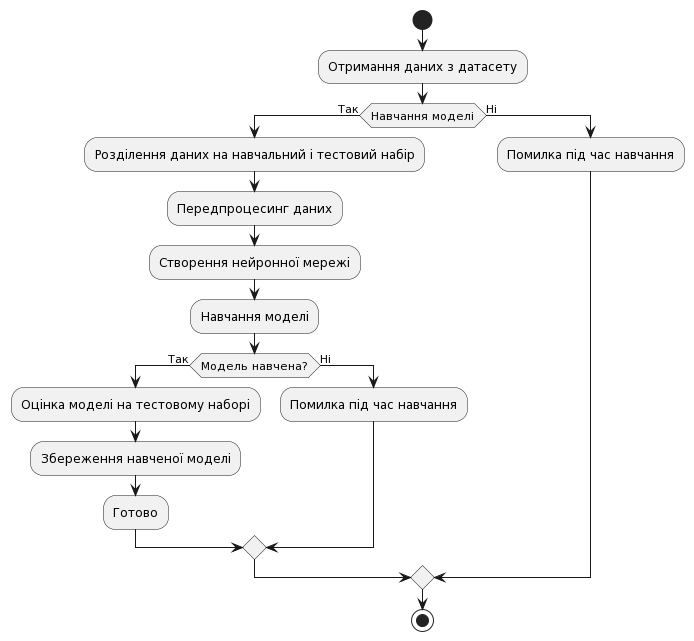 Отримання даних з датасету
Так
Навчання моделі
Ні
Розділення даних на навчальний і тестовий набір
Помилка під час навчання
Передпроцесинг даних
Створення нейронної мережі
Навчання моделі
Так
Модель навчена?
Ні
Оцінка моделі на тестовому наборі
Помилка під час навчання
Збереження навченої моделі
Готово